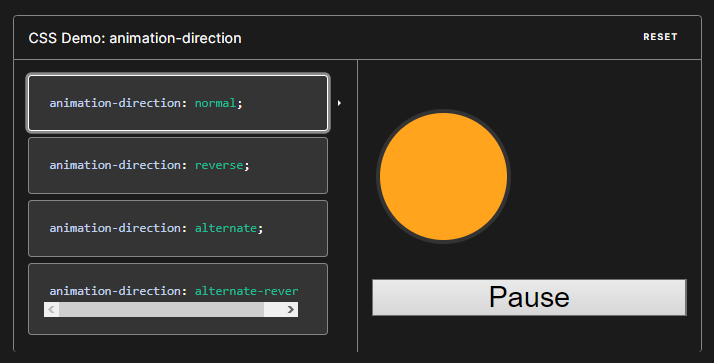 CSS Demo: animation-direction
RESET
animation-direction: normal;
animation-direction: reverse;
animation-direction: alternate;
animation-direction: alternate-rever
Pause